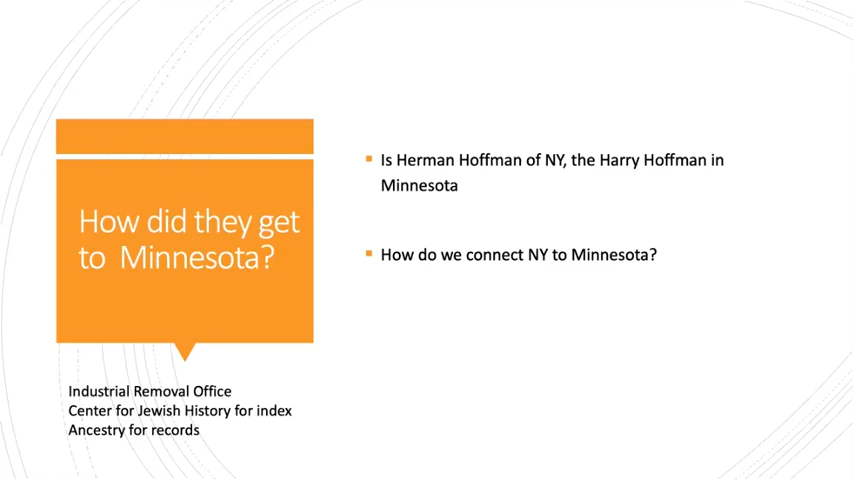 How did they get
to Minnesota?
Industrial Removal Office
Center for Jewish History for index
Ancestry for records
Is Herman Hoffman of NY, the Harry Hoffman in
Minnesota
How do we connect NY to Minnesota?